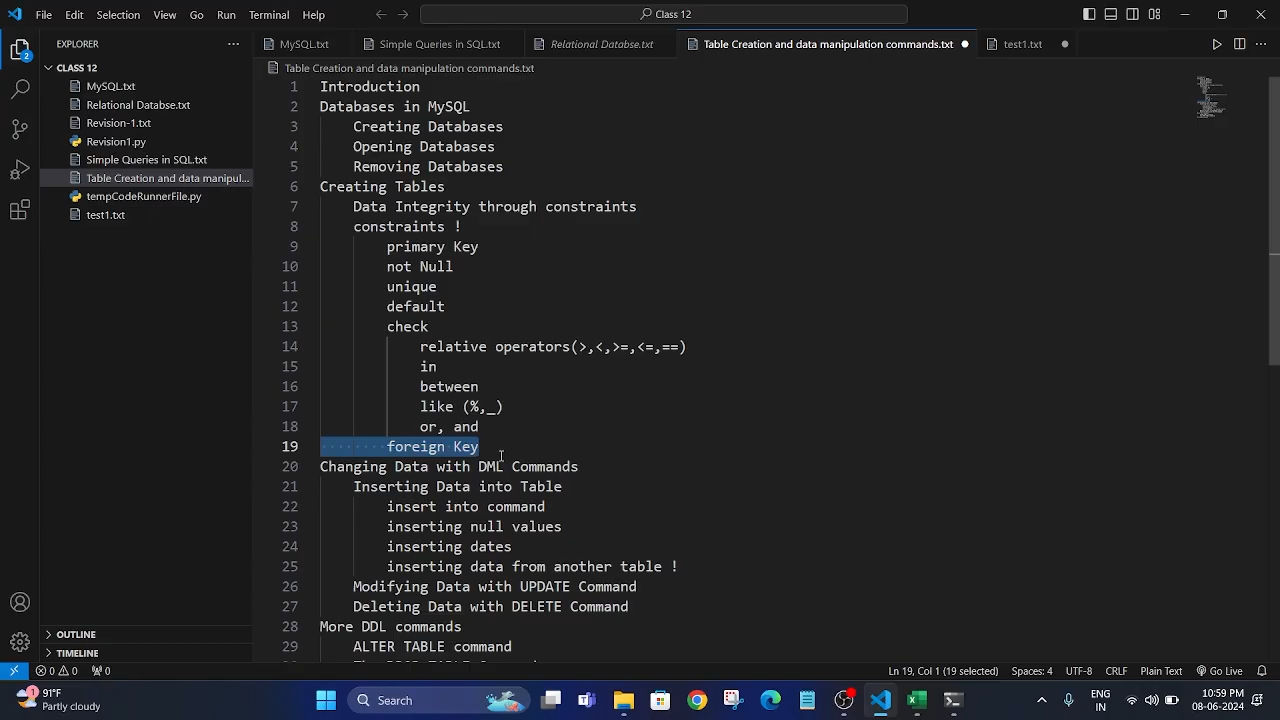 File Edit Selection View Go Run Terminal Help
Class 12
EXPLORER
MySQL.txt
Simple Queries in SQL.txt
Relational Databse.txt
Table Creation and data manipulation commands.txt
test1.txt
2
CLASS 12
MySQL.txt
Relational Databse.txt
Revision-1.txt
Revision1.py
Simple Queries in SQL.txt
Table Creation and data manipul...
tempCodeRunnerFile.py
test1.txt
OUTLINE
TIMELINE
Table Creation and data manipulation commands.txt
1 Introduction
2 Databases in MySQL
3 Creating Databases
4 Opening Databases
5 Removing Databases
6 Creating Tables
7 Data Integrity through constraints
8 constraints !
9 primary Key
10 not Null
11 unique
12 default
13 check
14 relative operators(>,<,>=,<=,==)
15 in
16 between
17 like (%,_)
18 or, and
19 foreign Key
20 Changing Data with DML Commands
21 Inserting Data into Table
22 insert into command
23 inserting null values
24 inserting dates
25 inserting data from another table !
26 Modifying Data with UPDATE Command
27 Deleting Data with DELETE Command
28 More DDL commands
29 ALTER TABLE command
0 0 0
Ln 19, Col 1 (19 selected) Spaces: 4 UTF-8 CRLF Plain Text Go Live
1
91°F
Partly cloudy
Search
ENG
IN
10:59 PM
08-06-2024